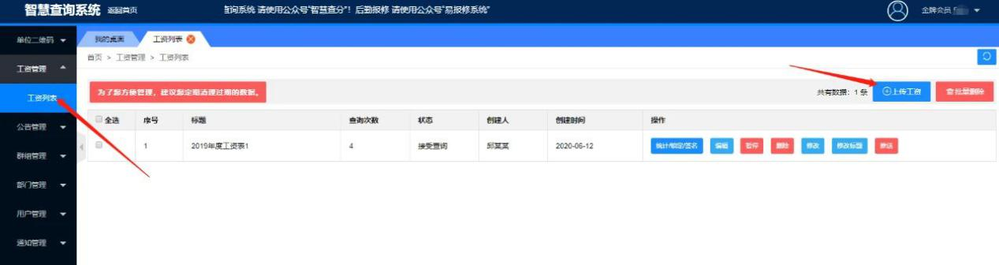 智慧查询系统 返回首页 查询系统 请使用公众号"智慧查分"！后勤报修 请使用公众号"易报修系统" 金牌会员
单位二维码
工资管理
工资列表
公告管理
群组管理
部门管理
用户管理
通知管理
我的桌面 工资列表
首页 > 工资管理 > 工资列表
为了您方便管理，建议您定期清理过期的数据。 共有数据：1 条 上传工资 批量删除
全选 序号 标题 查询次数 状态 创建人 创建时间 操作
1 2019年度工资表1 4 接受查询 邱某某 2020-06-12 统计/锁定/签名 编辑 暂停 删除 修改 修改标题 推送